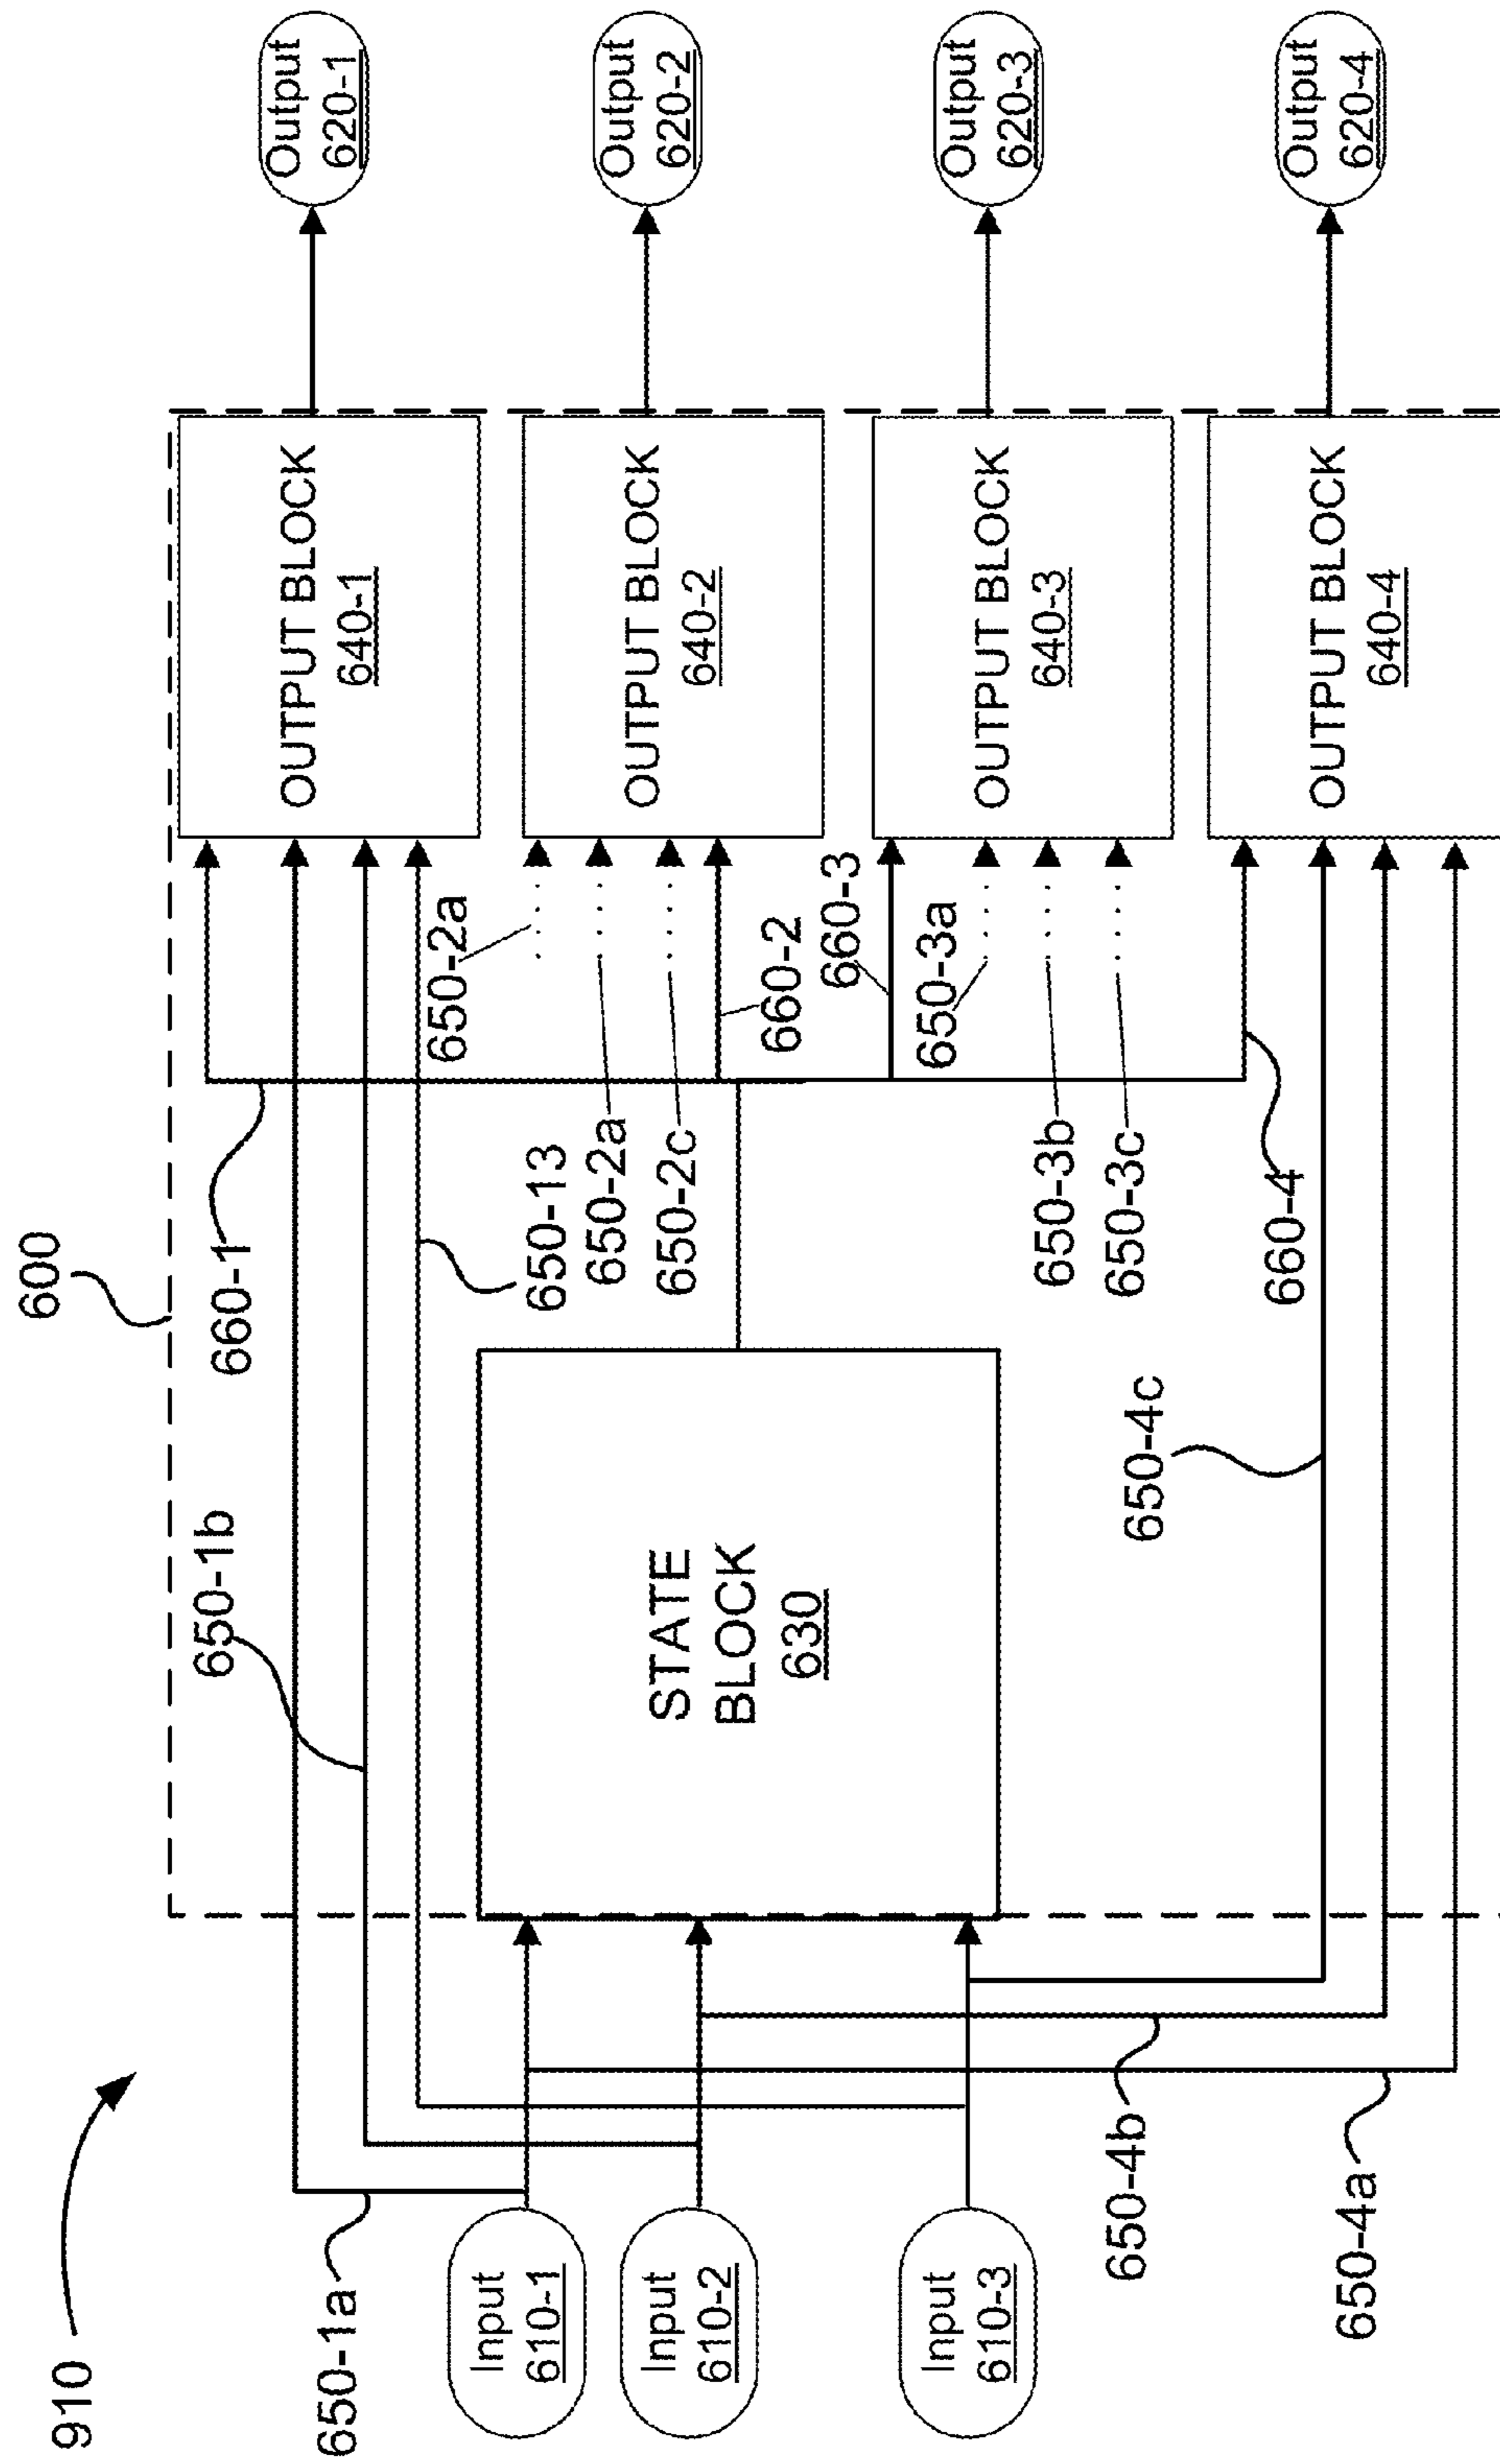 910
600
650-1a
650-1b
660-1
Input
610-1
Input
610-2
Input
610-3
STATE
BLOCK
630
650-13
650-2a
650-2c
650-2a
660-2
660-3
650-3a
650-3b
650-3c
660-4
650-4c
650-4b
650-4a
OUTPUT BLOCK
640-1
OUTPUT BLOCK
640-2
OUTPUT BLOCK
640-3
OUTPUT BLOCK
640-4
Output
620-1
Output
620-2
Output
620-3
Output
620-4